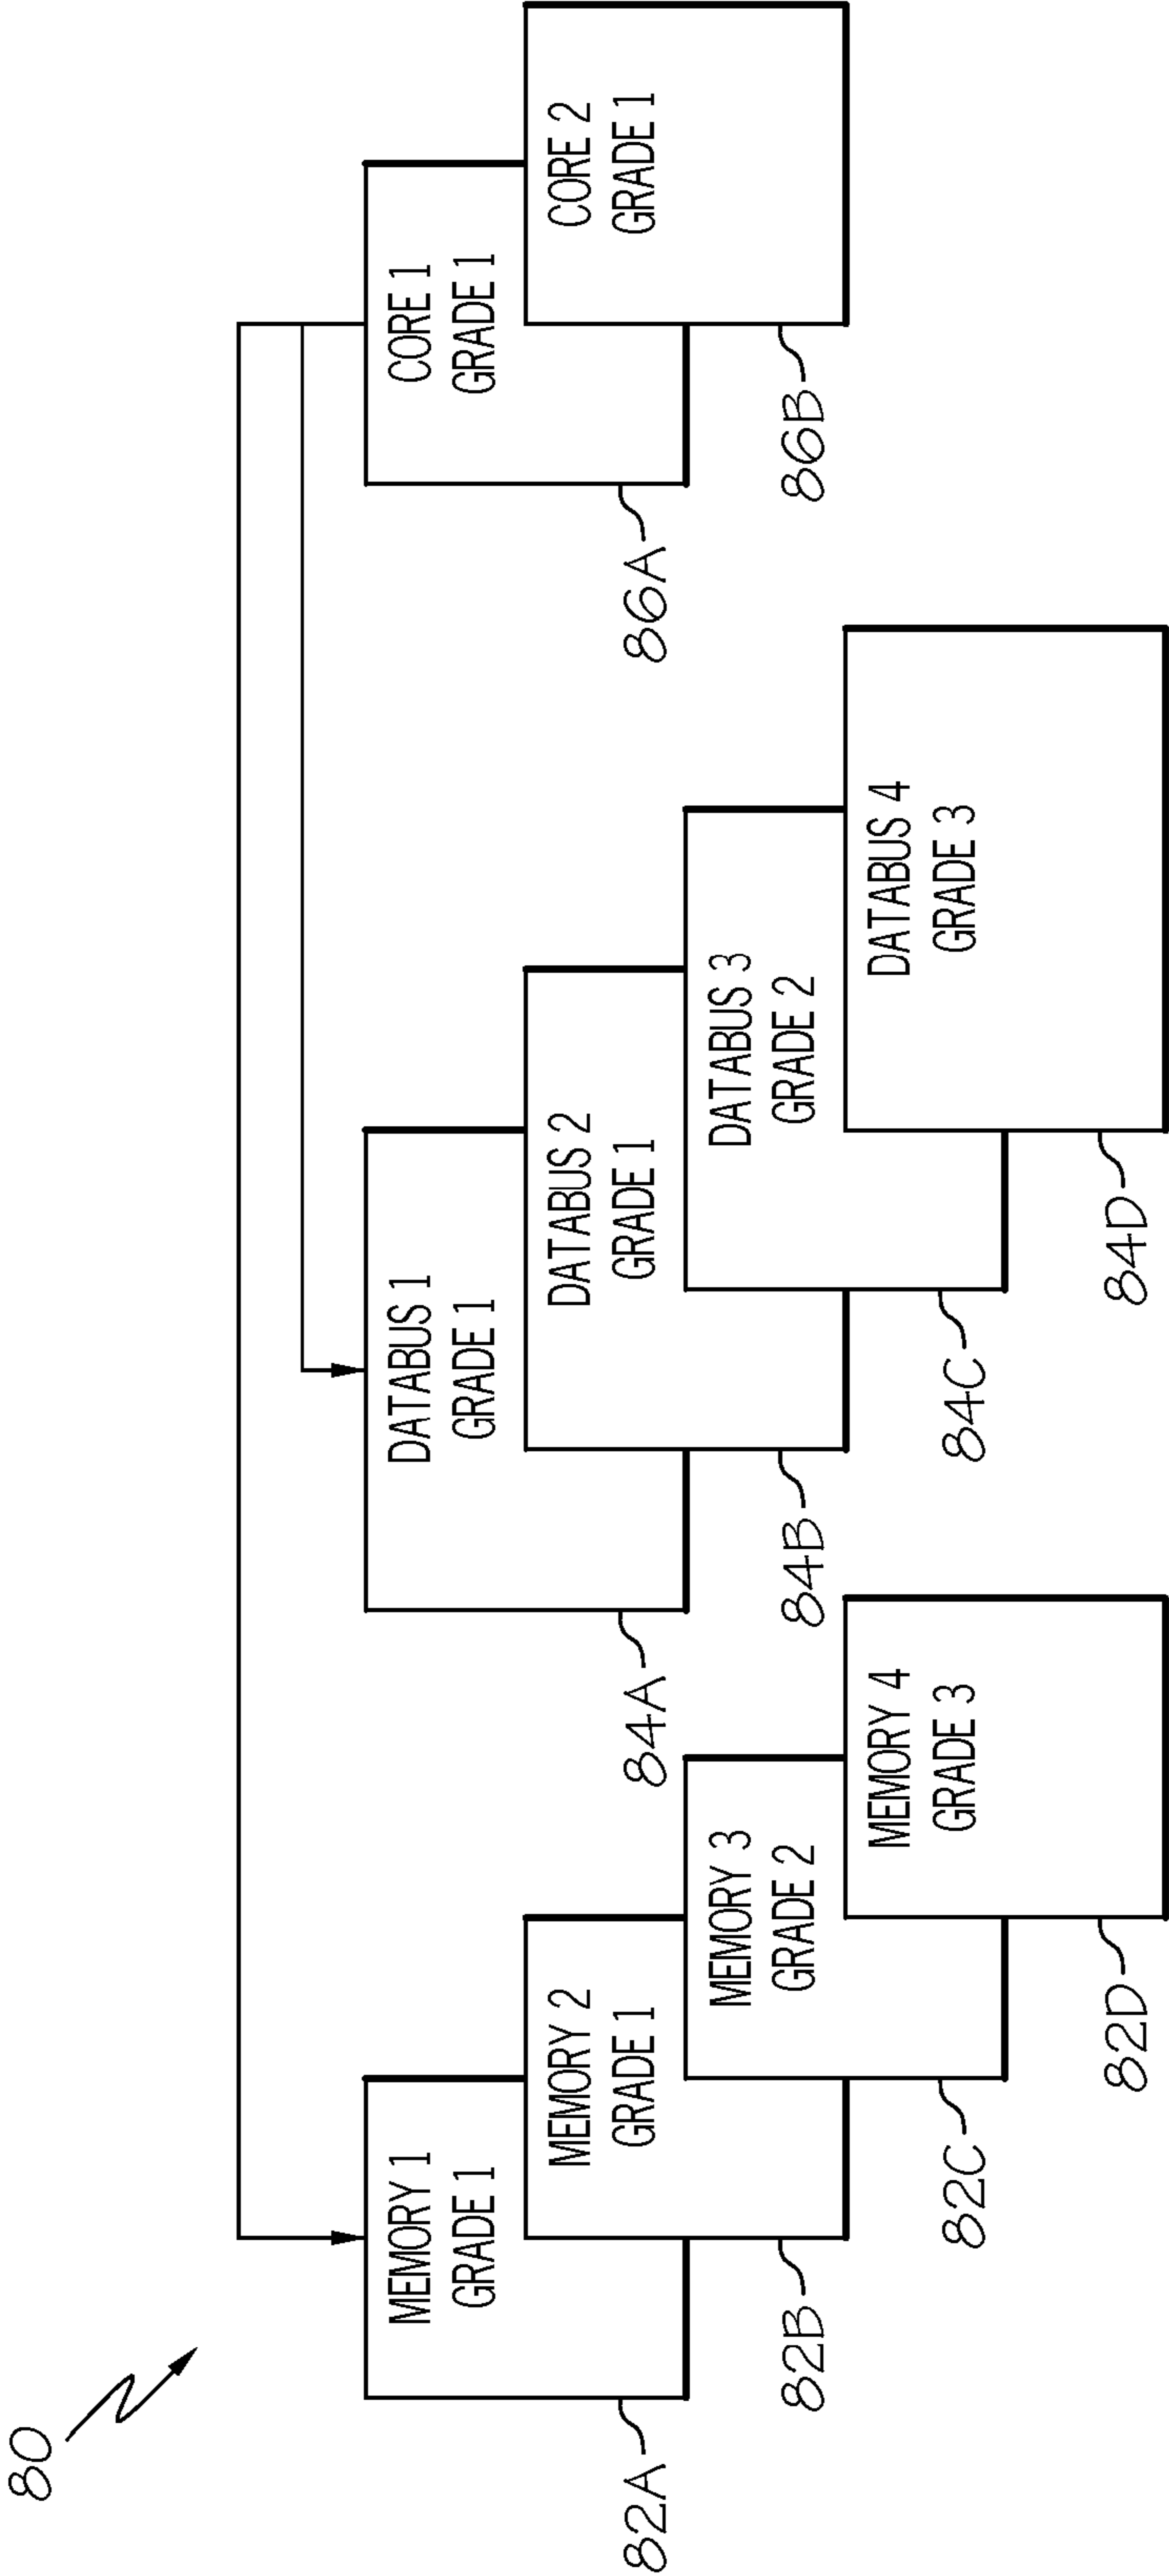 80
MEMORY 1
GRADE 1
82A
MEMORY 2
GRADE 1
82B
MEMORY 3
GRADE 2
82C
MEMORY 4
GRADE 3
82D
DATABUS 1
GRADE 1
84A
DATABUS 2
GRADE 1
84B
DATABUS 3
GRADE 2
84C
DATABUS 4
GRADE 3
84D
CORE 1
GRADE 1
86A
CORE 2
GRADE 1
86B